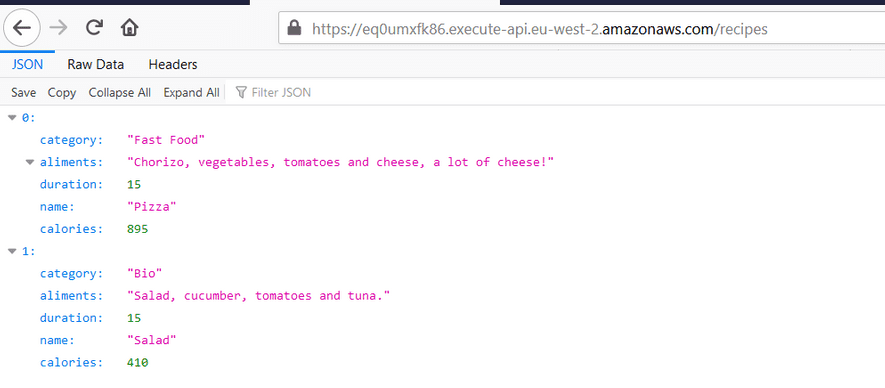 https://eq0umxfk86.execute-api.eu-west-2.amazonaws.com/recipes
JSON Raw Data Headers
Save Copy Collapse All Expand All Filter JSON
0:
category: "Fast Food"
aliments: "Chorizo, vegetables, tomatoes and cheese, a lot of cheese!"
duration: 15
name: "Pizza"
calories: 895
1:
category: "Bio"
aliments: "Salad, cucumber, tomatoes and tuna."
duration: 15
name: "Salad"
calories: 410